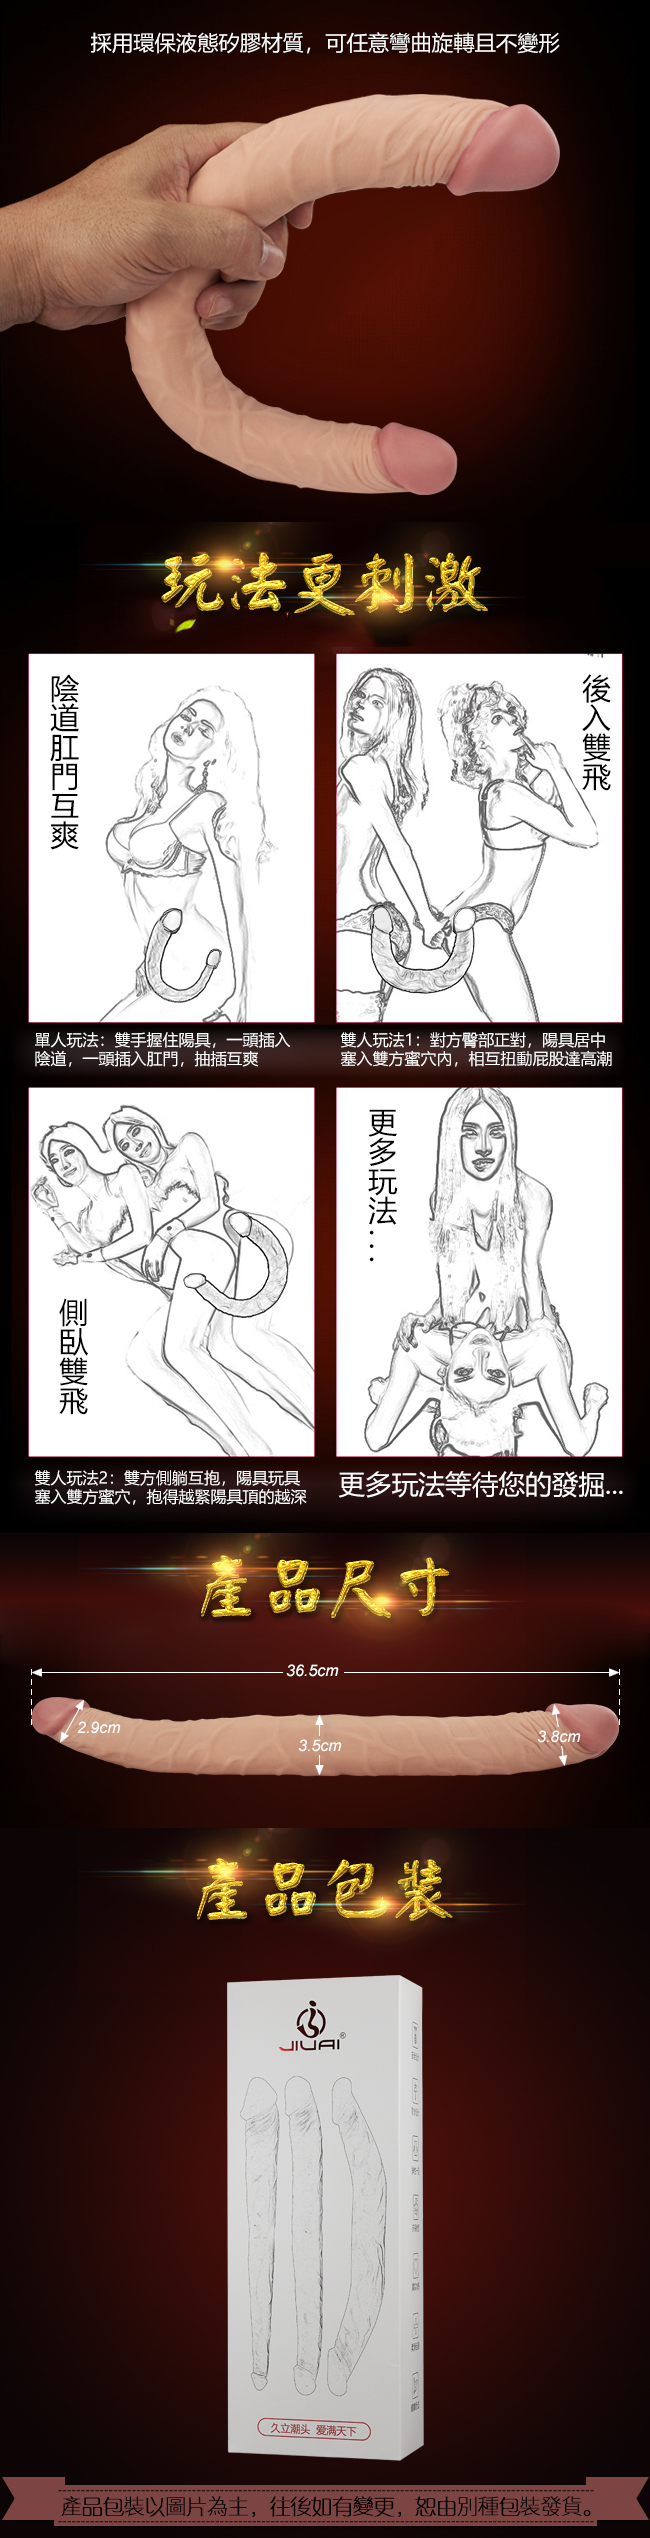 採用環保液態矽膠材質，可任意彎曲旋轉且不變形
玩法更刺激
陰道肛門互爽
後入雙飛
單人玩法：雙手握住陽具，一頭插入
陰道，一頭插入肛門，抽插互爽
雙人玩法1：對方臀部正對，陽具居中
塞入雙方蜜穴內，相互扭動屁股達高潮
側臥雙飛
更多玩法...
雙人玩法2：雙方側躺互抱，陽具玩具
塞入雙方蜜穴，抱得越緊陽具頂的越深
更多玩法等待您的發掘...
產品尺寸
36.5cm
2.9cm
3.5cm
3.8cm
產品包裝
JIUAI®
久立潮头 爱满天下
產品包裝以圖片為主，往後如有變更，恕由別種包裝發貨。